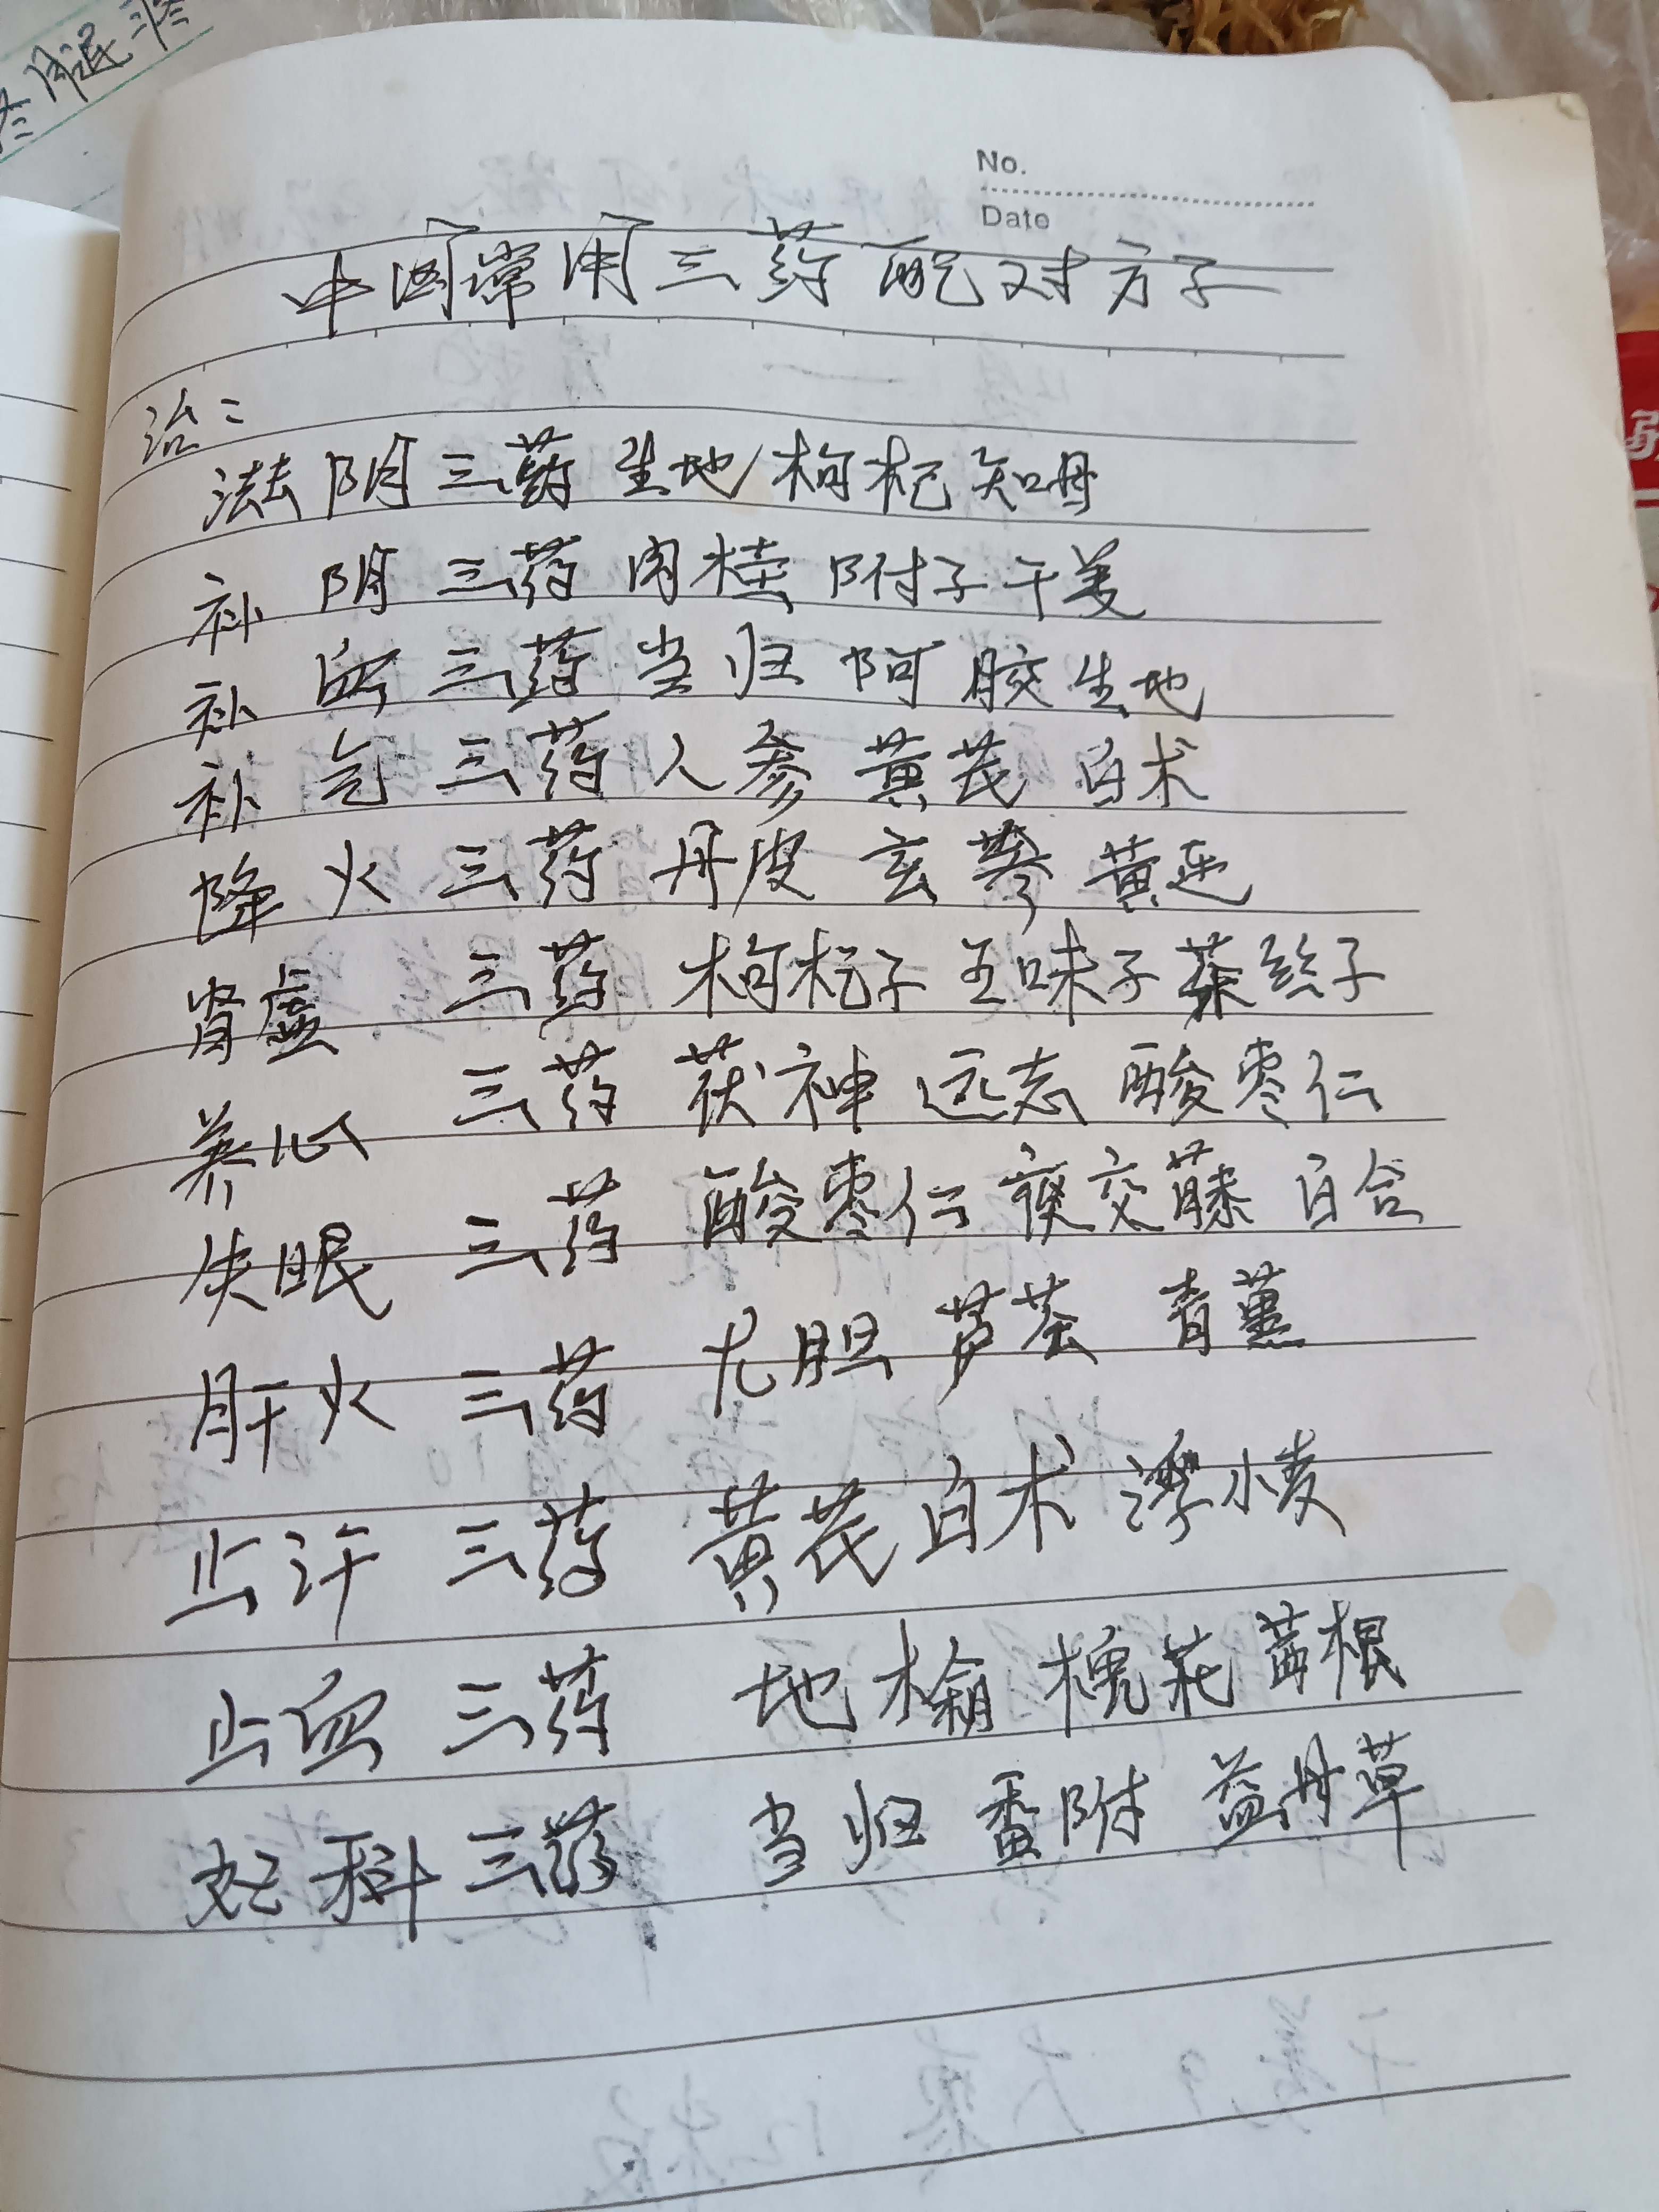 No.
Date
中国常用三药配对方子
治:
滋阴三药生地枸杞知母
补阴三药肉桂附子干姜
补血三药当归阿胶生地
补气三药人参黄芪白术
降火三药丹皮玄参黄连
肾虚三药枸杞子五味子菟丝子
养心三药茯神远志酸枣仁
失眠三药酸枣仁夜交藤百合
肝火三药龙胆芦荟青薑
止汗三药黄芪白术浮小麦
止血三药地榆槐花茜根
妇科三药当归香附益母草